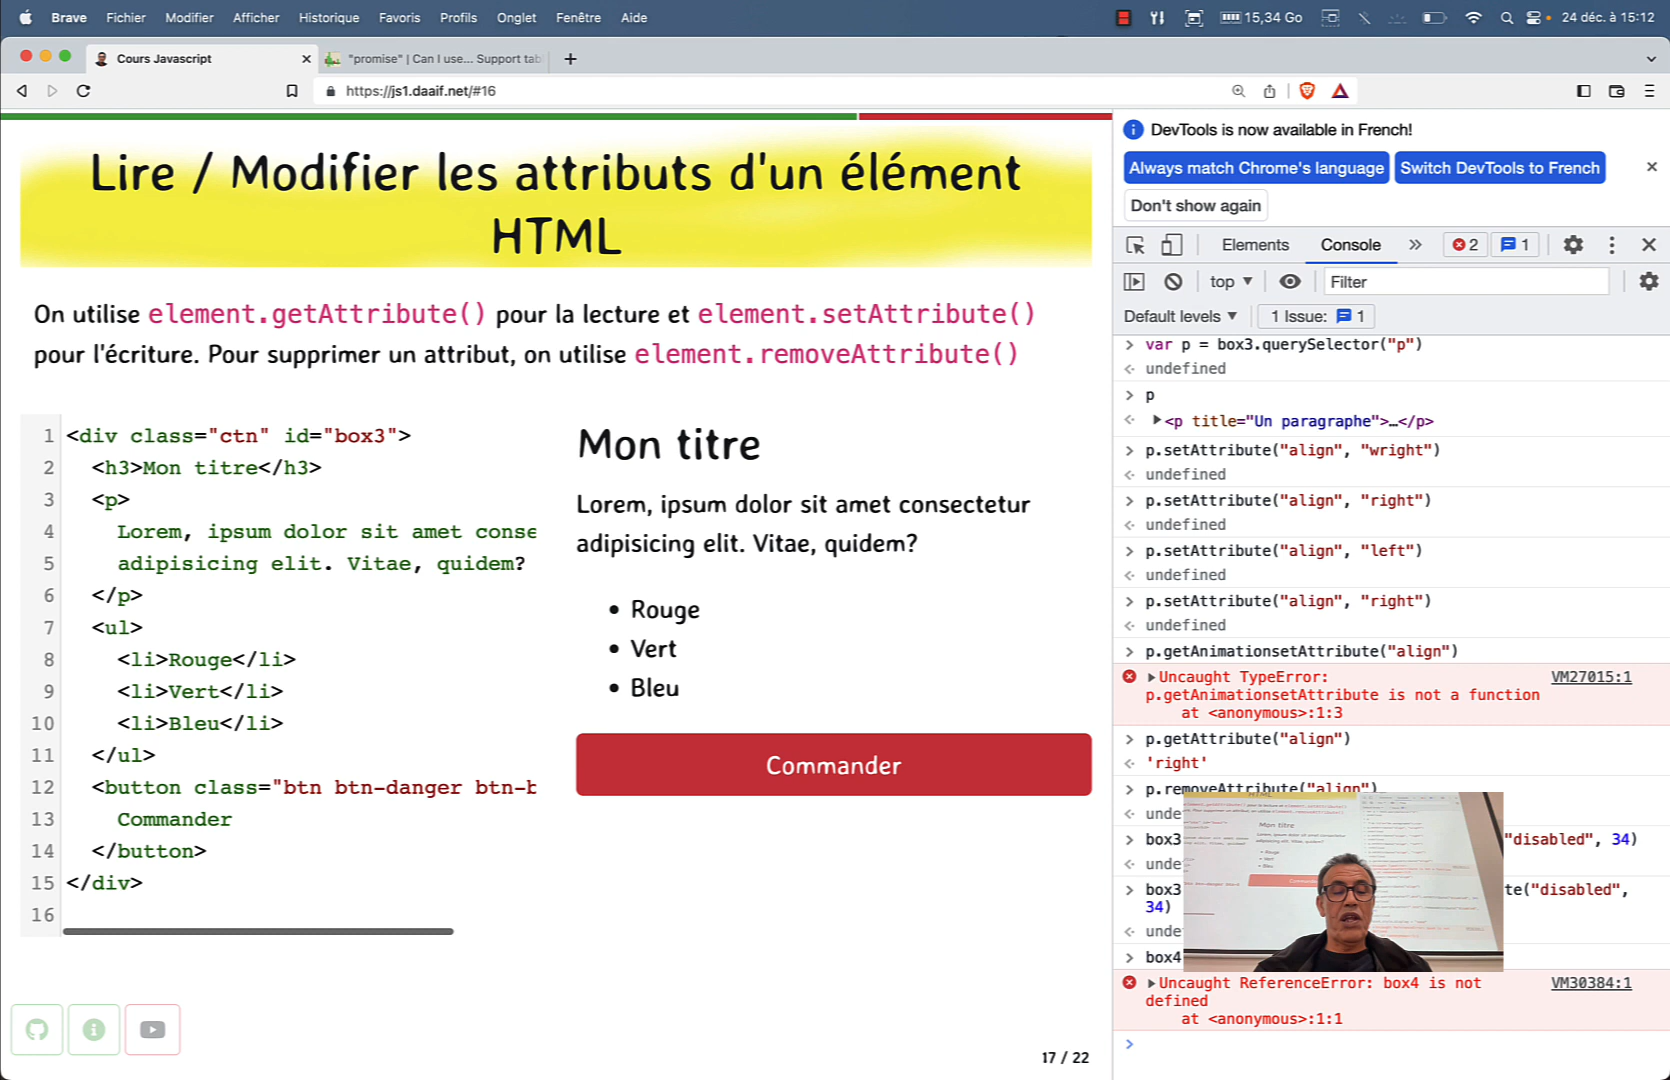 Brave Fichier Modifier Afficher Historique Favoris Profils Onglet Fenêtre Aide 15,34 Go 24 déc. à 15:12
Cours Javascript
"promise" | Can I use... Support tab
https://js1.daaif.net/#16
Lire / Modifier les attributs d'un élément
HTML
On utilise element.getAttribute() pour la lecture et element.setAttribute()
pour l'écriture. Pour supprimer un attribut, on utilise element.removeAttribute()
1 <div class="ctn" id="box3">
2 <h3>Mon titre</h3>
3 <p>
4 Lorem, ipsum dolor sit amet conse
5 adipisicing elit. Vitae, quidem?
6 </p>
7 <ul>
8 <li>Rouge</li>
9 <li>Vert</li>
10 <li>Bleu</li>
11 </ul>
12 <button class="btn btn-danger btn-b
13 Commander
14 </button>
15 </div>
16
Mon titre
Lorem, ipsum dolor sit amet consectetur
adipisicing elit. Vitae, quidem?
• Rouge
• Vert
• Bleu
Commander
17 / 22
DevTools is now available in French!
Always match Chrome's language
Switch DevTools to French
Don't show again
Elements Console 2 1
top Filter
Default levels 1 Issue: 1
var p = box3.querySelector("p")
undefined
p
<p title="Un paragraphe">…</p>
p.setAttribute("align", "wright")
undefined
p.setAttribute("align", "right")
undefined
p.setAttribute("align", "left")
undefined
p.setAttribute("align", "right")
undefined
p.getAnimationsetAttribute("align")
Uncaught TypeError: VM27015:1
p.getAnimationsetAttribute is not a function
at <anonymous>:1:3
p.getAttribute("align")
'right'
p.removeAttribute("align")
unde
box3 "disabled", 34)
unde
box3 te("disabled",
34)
unde
box4
Uncaught ReferenceError: box4 is not VM30384:1
defined
at <anonymous>:1:1